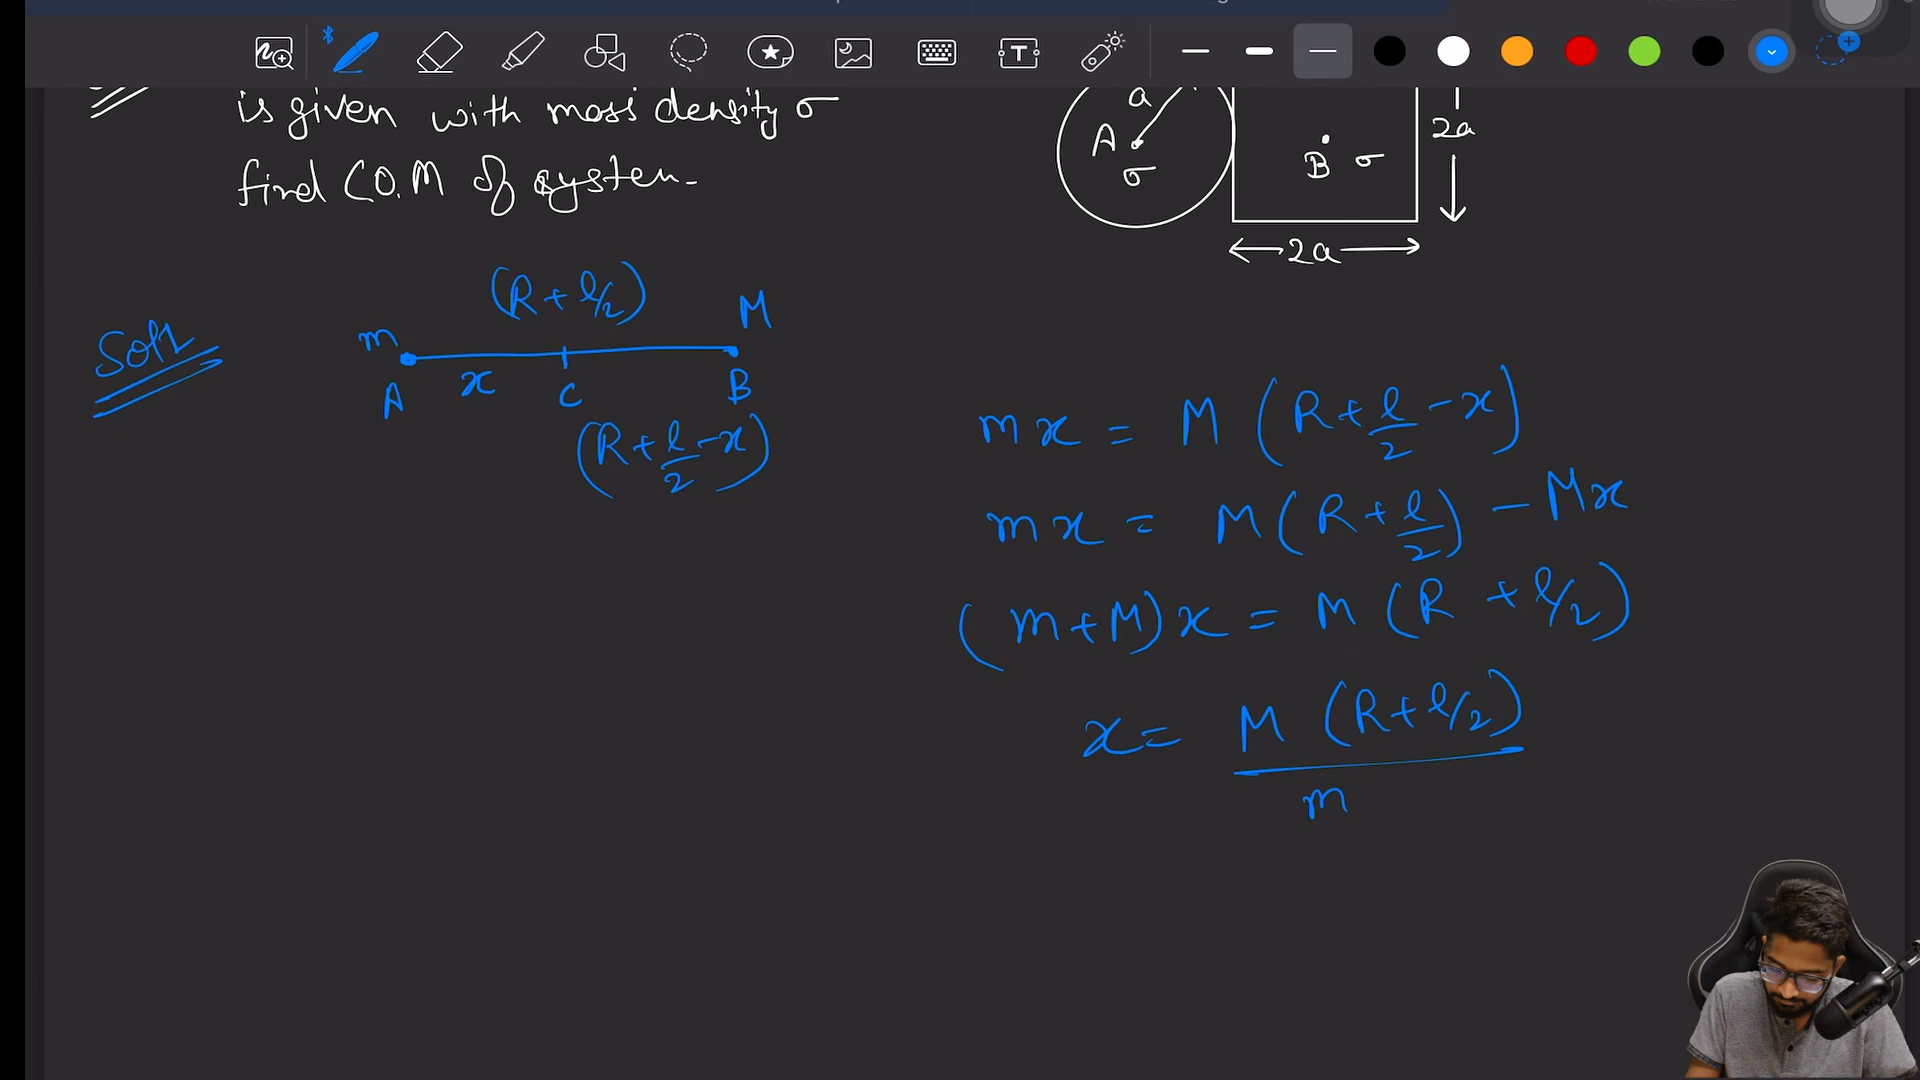 is given with mass density σ
find C.O.M of system-
a
A
σ
B σ
2a
2a
Soln
(R + l/2)
m
M
A
x
C
B
(R + l/2 - x)
mx = M (R + l/2 - x)
mx = M (R + l/2) - Mx
(m+M)x = M (R + l/2)
x = M (R + l/2)
m